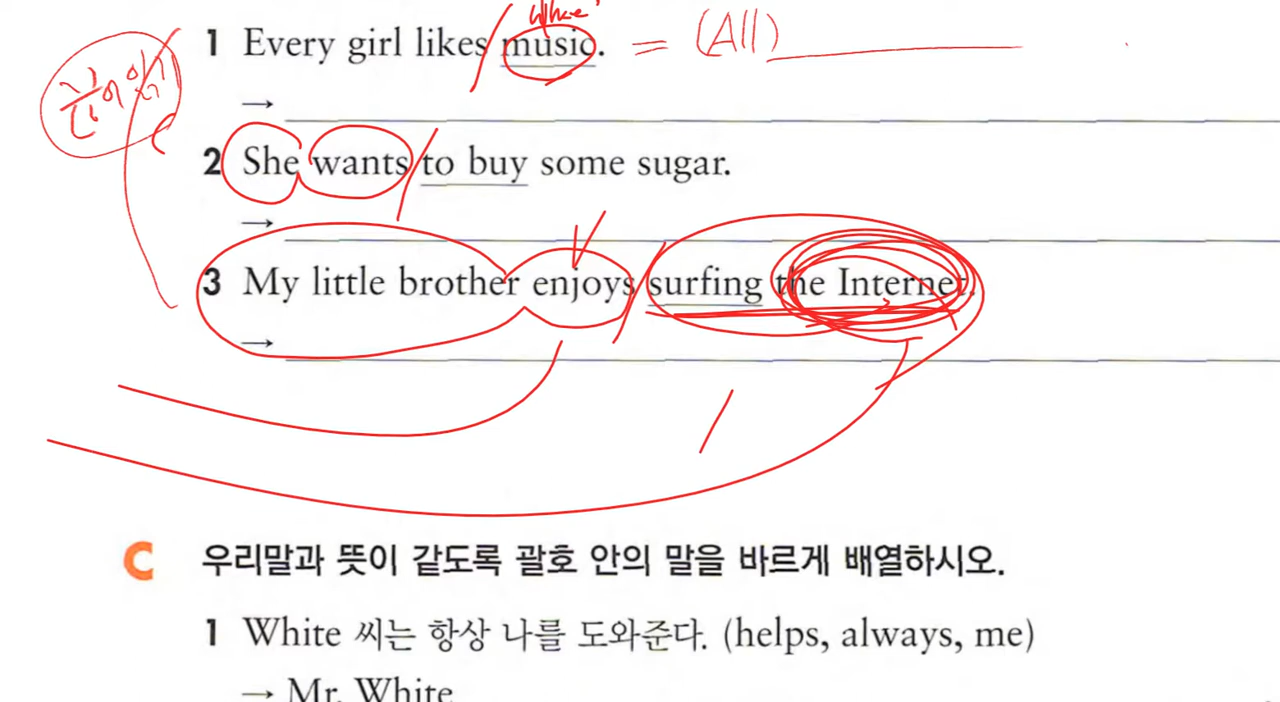 1 Every girl likes music. = (All)
→
2 She wants to buy some sugar.
→
3 My little brother enjoys surfing the Internet.
→
C 우리말과 뜻이 같도록 괄호 안의 말을 바르게 배열하시오.
1 White 씨는 항상 나를 도와준다. (helps, always, me)
→ Mr. White